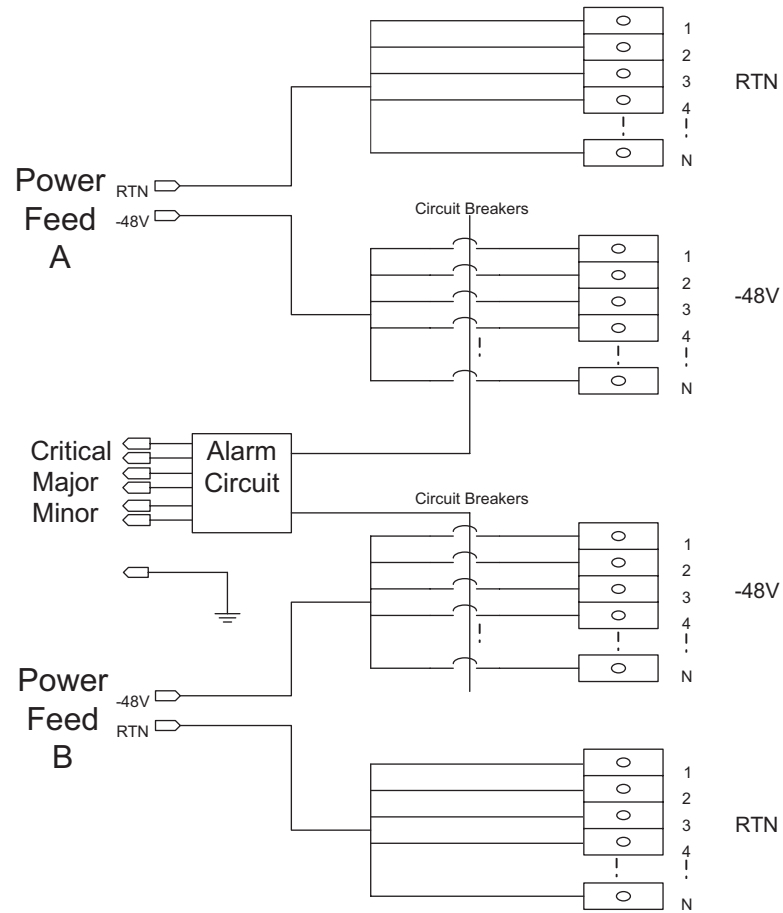 1
2
3
4
N
RTN
Power
Feed
A
RTN
-48V
Circuit Breakers
1
2
3
4
N
-48V
Critical
Major
Minor
Alarm
Circuit
Circuit Breakers
1
2
3
4
N
-48V
Power
Feed
B
-48V
RTN
1
2
3
4
N
RTN